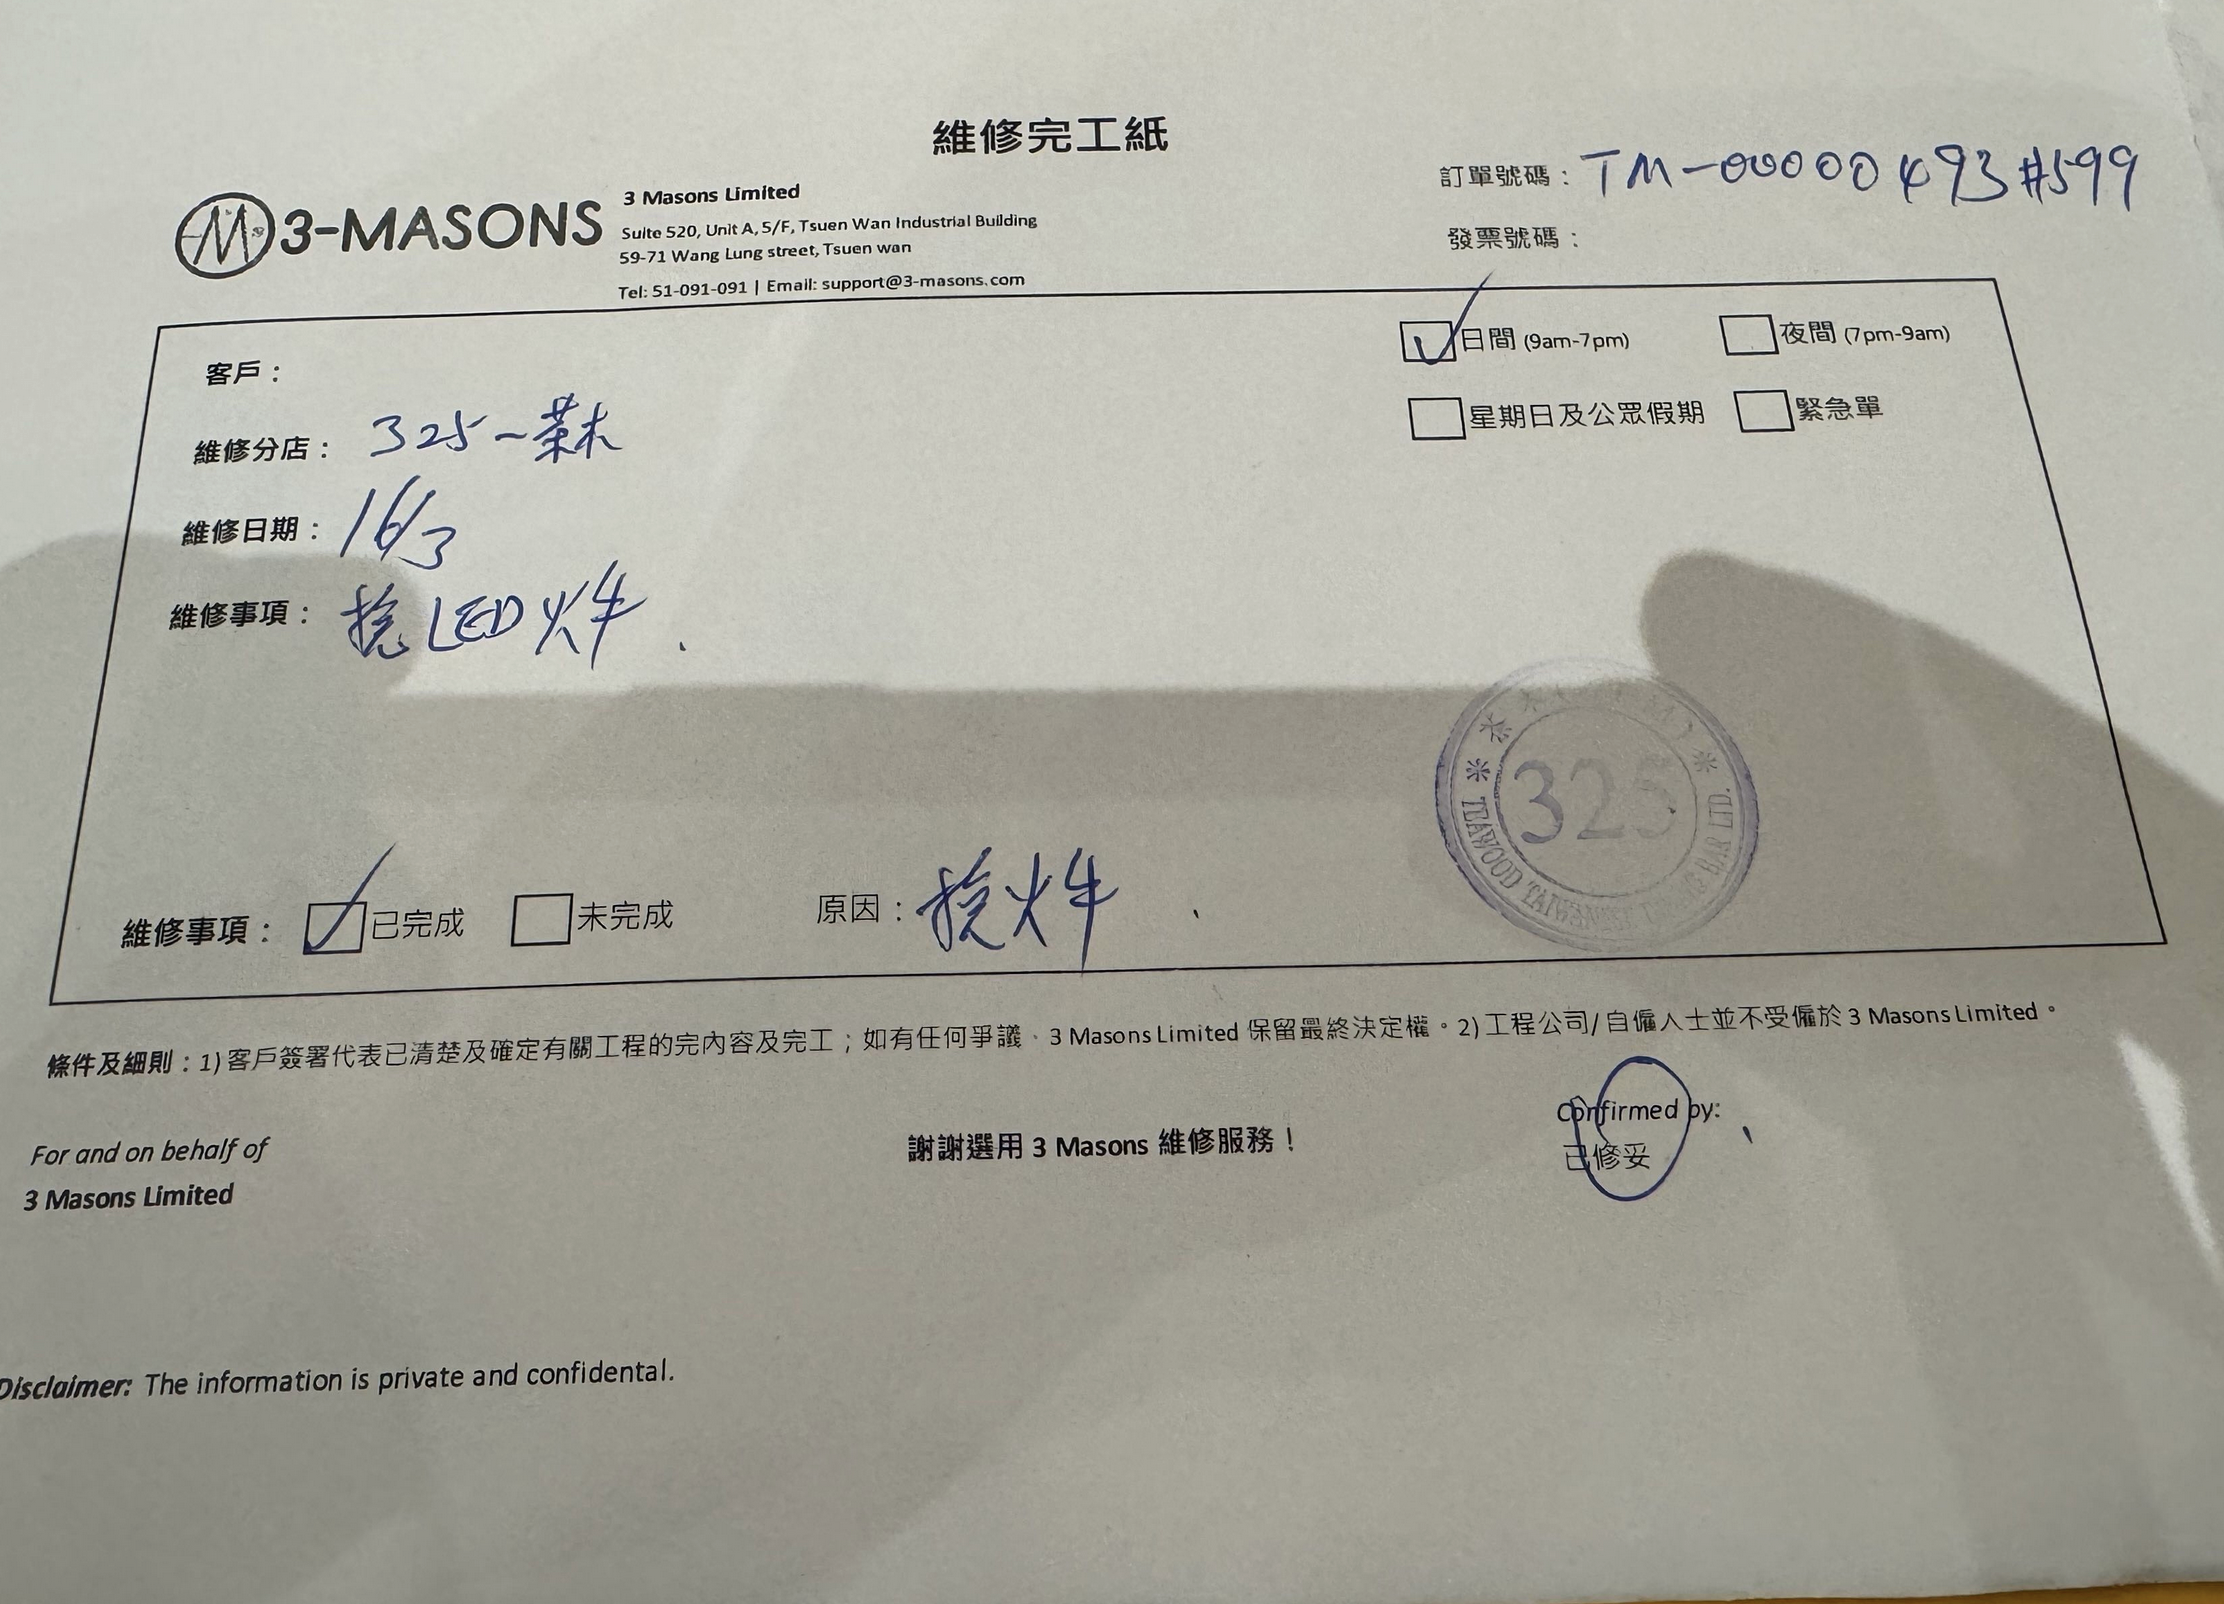 維修完工紙
3-MASONS
3 Masons Limited
Suite 520, Unit A, 5/F, Tsuen Wan Industrial Building
59-71 Wang Lung street, Tsuen wan
Tel: 51-091-091 | Email: support@3-masons.com
訂單號碼：TM-00000493#599
發票號碼：
客戶：
日間 (9am-7pm) 夜間 (7pm-9am)
星期日及公眾假期 緊急單
維修分店：325-茶木
維修日期：16/3
維修事項：換LED火牛
325
TEAWOOD TAIWANESE BAR LTD.
維修事項：已完成 未完成 原因：換火牛
條件及細則：1) 客戶簽署代表已清楚及確定有關工程的完內容及完工；如有任何爭議、3 Masons Limited 保留最終決定權。2) 工程公司/ 自僱人士並不受僱於 3 Masons Limited。
For and on behalf of
3 Masons Limited
謝謝選用 3 Masons 維修服務！
Confirmed by:
已修妥
Disclaimer: The information is private and confidental.